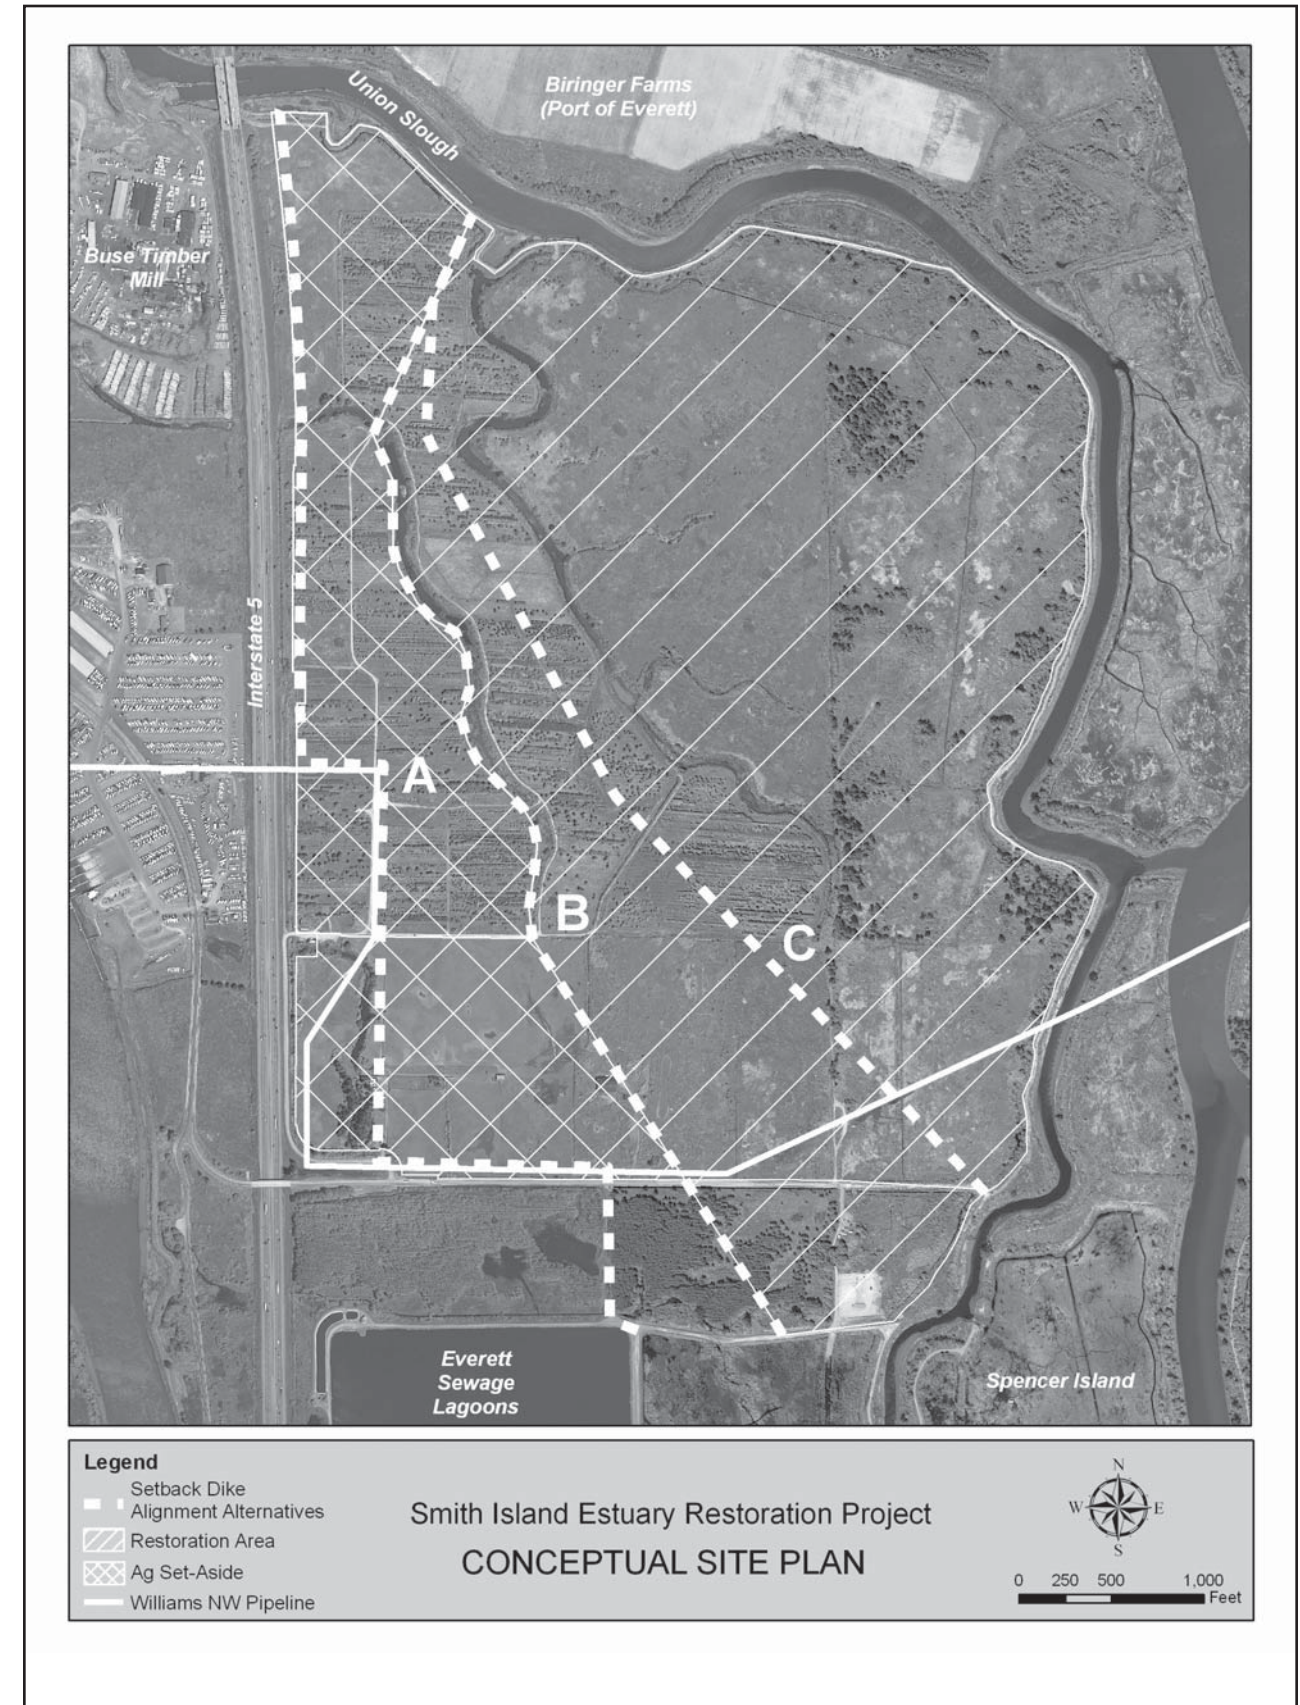 Biringer Farms
(Port of Everett)
Union Slough
Buse Timber
Mill
Interstate 5
A
B
C
Everett
Sewage
Lagoons
Spencer Island
Legend
Setback Dike
Alignment Alternatives
Restoration Area
Ag Set-Aside
Williams NW Pipeline
Smith Island Estuary Restoration Project
CONCEPTUAL SITE PLAN
N
W E
S
0 250 500 1,000
Feet